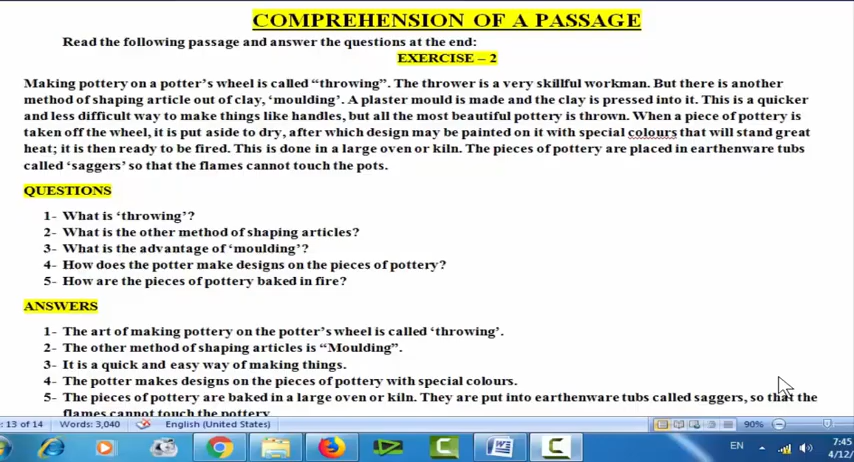 COMPREHENSION OF A PASSAGE
Read the following passage and answer the questions at the end:
EXERCISE – 2
Making pottery on a potter's wheel is called "throwing". The thrower is a very skillful workman. But there is another
method of shaping article out of clay, 'moulding'. A plaster mould is made and the clay is pressed into it. This is a quicker
and less difficult way to make things like handles, but all the most beautiful pottery is thrown. When a piece of pottery is
taken off the wheel, it is put aside to dry, after which design may be painted on it with special colours that will stand great
heat; it is then ready to be fired. This is done in a large oven or kiln. The pieces of pottery are placed in earthenware tubs
called 'saggers' so that the flames cannot touch the pots.
QUESTIONS
1- What is 'throwing'?
2- What is the other method of shaping articles?
3- What is the advantage of 'moulding'?
4- How does the potter make designs on the pieces of pottery?
5- How are the pieces of pottery baked in fire?
ANSWERS
1- The art of making pottery on the potter's wheel is called 'throwing'.
2- The other method of shaping articles is "Moulding".
3- It is a quick and easy way of making things.
4- The potter makes designs on the pieces of pottery with special colours.
5- The pieces of pottery are baked in a large oven or kiln. They are put into earthenware tubs called saggers, so that the
flames cannot touch the pottery
: 13 of 14 Words: 3,040 English (United States) 90%
EN 7:45
4/12/